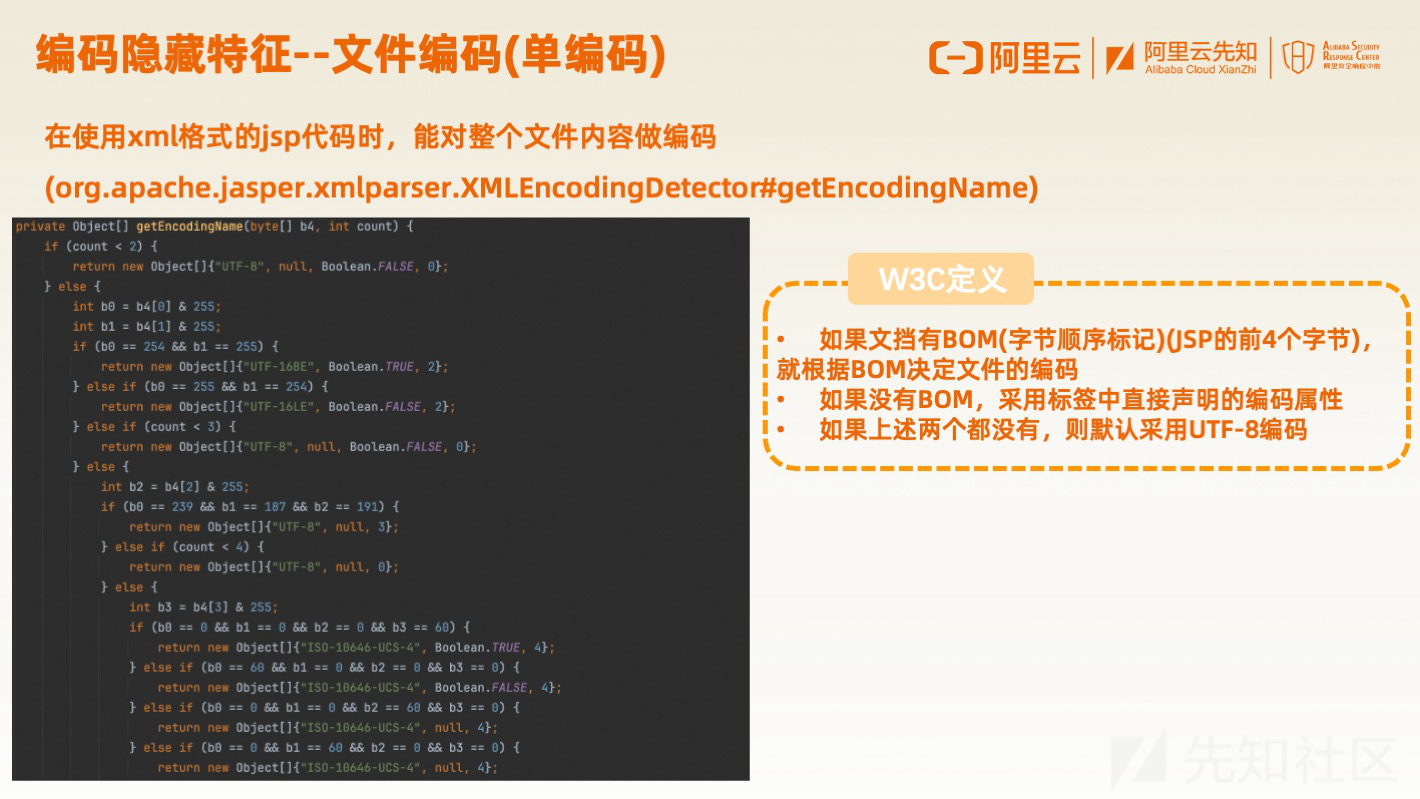 编码隐藏特征--文件编码(单编码)
阿里云
阿里云先知
Alibaba Cloud XianZhi
ALIBABA SECURITY
RESPONSE CENTER
阿里安全响应中心
在使用xml格式的jsp代码时，能对整个文件内容做编码
(org.apache.jasper.xmlparser.XMLEncodingDetector#getEncodingName)
private Object[] getEncodingName(byte[] b4, int count) {
if (count < 2) {
return new Object[]{"UTF-8", null, Boolean.FALSE, 0};
} else {
int b0 = b4[0] & 255;
int b1 = b4[1] & 255;
if (b0 == 254 && b1 == 255) {
return new Object[]{"UTF-16BE", Boolean.TRUE, 2};
} else if (b0 == 255 && b1 == 254) {
return new Object[]{"UTF-16LE", Boolean.FALSE, 2};
} else if (count < 3) {
return new Object[]{"UTF-8", null, Boolean.FALSE, 0};
} else {
int b2 = b4[2] & 255;
if (b0 == 239 && b1 == 187 && b2 == 191) {
return new Object[]{"UTF-8", null, 3};
} else if (count < 4) {
return new Object[]{"UTF-8", null, 0};
} else {
int b3 = b4[3] & 255;
if (b0 == 0 && b1 == 0 && b2 == 0 && b3 == 60) {
return new Object[]{"ISO-10646-UCS-4", Boolean.TRUE, 4};
} else if (b0 == 60 && b1 == 0 && b2 == 0 && b3 == 0) {
return new Object[]{"ISO-10646-UCS-4", Boolean.FALSE, 4};
} else if (b0 == 0 && b1 == 0 && b2 == 60 && b3 == 0) {
return new Object[]{"ISO-10646-UCS-4", null, 4};
} else if (b0 == 0 && b1 == 60 && b2 == 0 && b3 == 0) {
return new Object[]{"ISO-10646-UCS-4", null, 4};
W3C定义
• 如果文挡有BOM(字节顺序标记)(JSP的前4个字节)，
就根据BOM决定文件的编码
• 如果没有BOM，采用标签中直接声明的编码属性
• 如果上述两个都没有，则默认采用UTF-8编码
先知社区